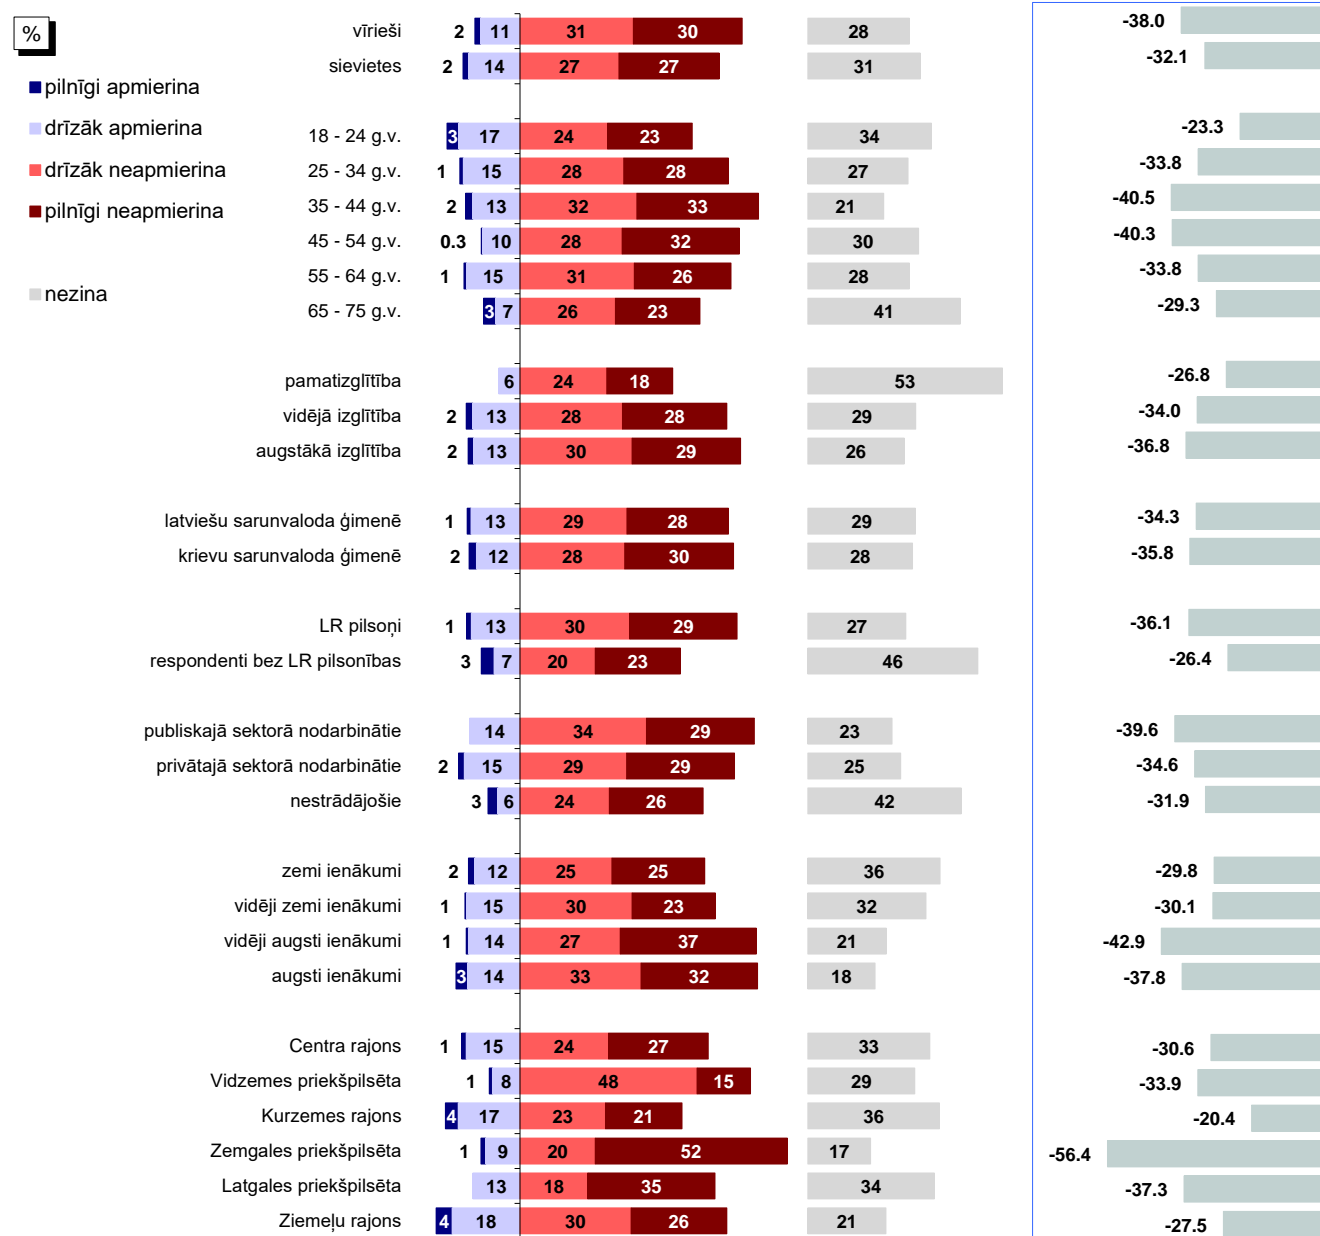 %
pilnīgi apmierina
drīzāk apmierina
drīzāk neapmierina
pilnīgi neapmierina
nezina
vīrieši 2 11 31 30 28 -38.0
sievietes 2 14 27 27 31 -32.1
18 - 24 g.v. 3 17 24 23 34 -23.3
25 - 34 g.v. 1 15 28 28 27 -33.8
35 - 44 g.v. 2 13 32 33 21 -40.5
45 - 54 g.v. 0.3 10 28 32 30 -40.3
55 - 64 g.v. 1 15 31 26 28 -33.8
65 - 75 g.v. 3 7 26 23 41 -29.3
pamatizglītība 6 24 18 53 -26.8
vidējā izglītība 2 13 28 28 29 -34.0
augstākā izglītība 2 13 30 29 26 -36.8
latviešu sarunvaloda ģimenē 1 13 29 28 29 -34.3
krievu sarunvaloda ģimenē 2 12 28 30 28 -35.8
LR pilsoņi 1 13 30 29 27 -36.1
respondenti bez LR pilsonības 3 7 20 23 46 -26.4
publiskajā sektorā nodarbinātie 14 34 29 23 -39.6
privātajā sektorā nodarbinātie 2 15 29 29 25 -34.6
nestrādājošie 3 6 24 26 42 -31.9
zemi ienākumi 2 12 25 25 36 -29.8
vidēji zemi ienākumi 1 15 30 23 32 -30.1
vidēji augsti ienākumi 1 14 27 37 21 -42.9
augsti ienākumi 3 14 33 32 18 -37.8
Centra rajons 1 15 24 27 33 -30.6
Vidzemes priekšpilsēta 1 8 48 15 29 -33.9
Kurzemes rajons 4 17 23 21 36 -20.4
Zemgales priekšpilsēta 1 9 20 52 17 -56.4
Latgales priekšpilsēta 13 18 35 34 -37.3
Ziemeļu rajons 4 18 30 26 21 -27.5